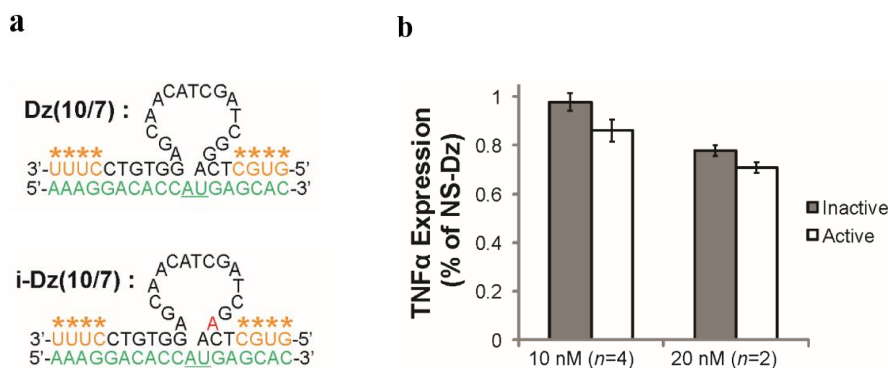 a
Dz(10/7) :
AGCAACATCGATCGG
****
****
3'-UUUCCTGTGG ACTCGUG-5'
5'-AAAGGACACCAUGAGCAC-3'
i-Dz(10/7) :
AGCAACATCGATCGA
****
****
3'-UUUCCTGTGG ACTCGUG-5'
5'-AAAGGACACCAUGAGCAC-3'
b
TNFα Expression
(% of NS-Dz)
1
0.8
0.6
0.4
0.2
0
10 nM (n=4)
20 nM (n=2)
Inactive
Active